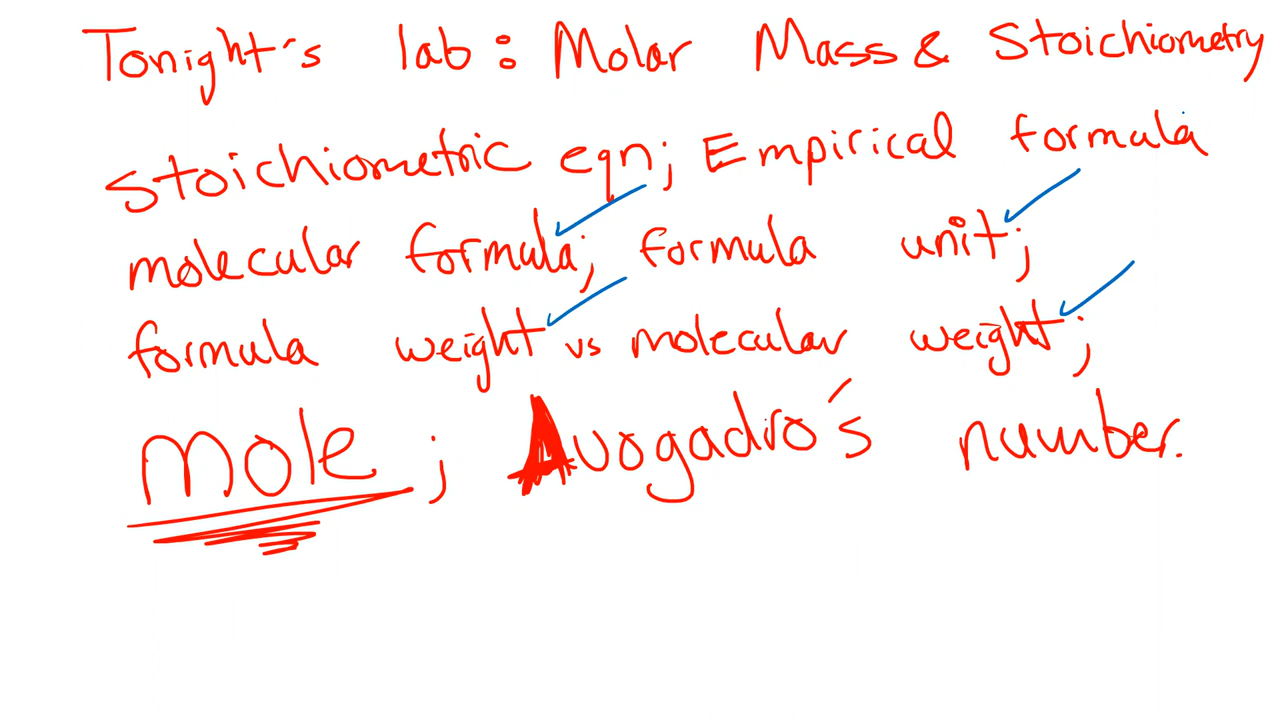 Tonight's lab: Molar Mass & Stoichiometry
Stoichiometric eqn; Empirical formula
molecular formula; formula unit;
formula weight vs molecular weight;
mole; Avogadro's number.